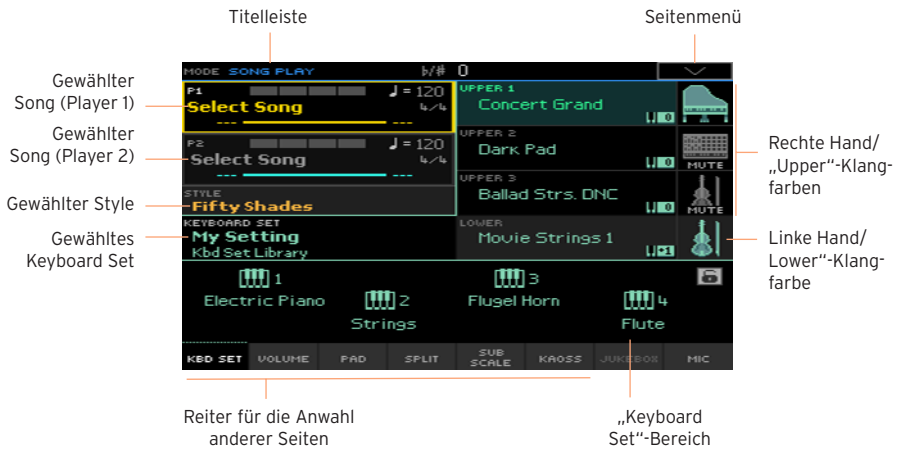 Titelleiste
Seitenmenü
MODE SONG PLAY
♭/# 0
Gewählter
Song (Player 1)
P1
♩ = 120
Select Song
4/4
--- ---
Gewählter
Song (Player 2)
P2
♩ = 120
Select Song
4/4
--- ---
Gewählter Style
STYLE
Fifty Shades
Gewähltes
Keyboard Set
KEYBOARD SET
My Setting
Kbd Set Library
UPPER 1
Concert Grand
U 0
UPPER 2
Dark Pad
U 0
MUTE
UPPER 3
Ballad Strs. DNC
U 0
MUTE
LOWER
Movie Strings 1
U +1
Rechte Hand/
„Upper“-Klang-
farben
Linke Hand/
Lower“-Klang-
farbe
1
Electric Piano
2
Strings
3
Flugel Horn
4
Flute
KBD SET VOLUME PAD SPLIT SUB SCALE KAOSS JUKEBOX MIC
Reiter für die Anwahl
anderer Seiten
„Keyboard
Set“-Bereich